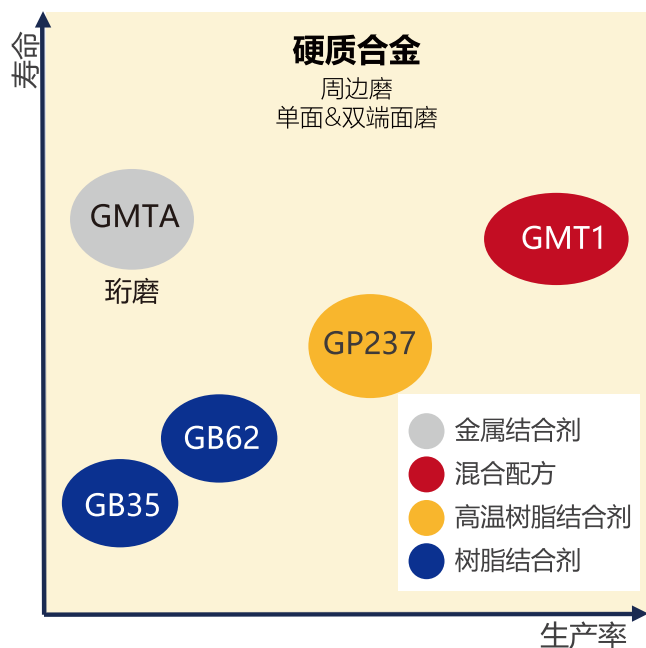 寿命
硬质合金
周边磨
单面&双端面磨
GMTA
珩磨
GMT1
GP237
GB62
GB35
金属结合剂
混合配方
高温树脂结合剂
树脂结合剂
生产率